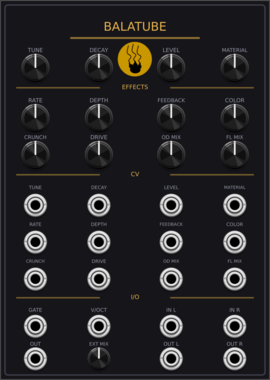 BALATUBE
TUNE DECAY LEVEL MATERIAL
EFFECTS
RATE DEPTH FEEDBACK COLOR
CRUNCH DRIVE OD MIX FL MIX
CV
TUNE DECAY LEVEL MATERIAL
RATE DEPTH FEEDBACK COLOR
CRUNCH DRIVE OD MIX FL MIX
I/O
GATE V/OCT IN L IN R
OUT EXT MIX OUT L OUT R